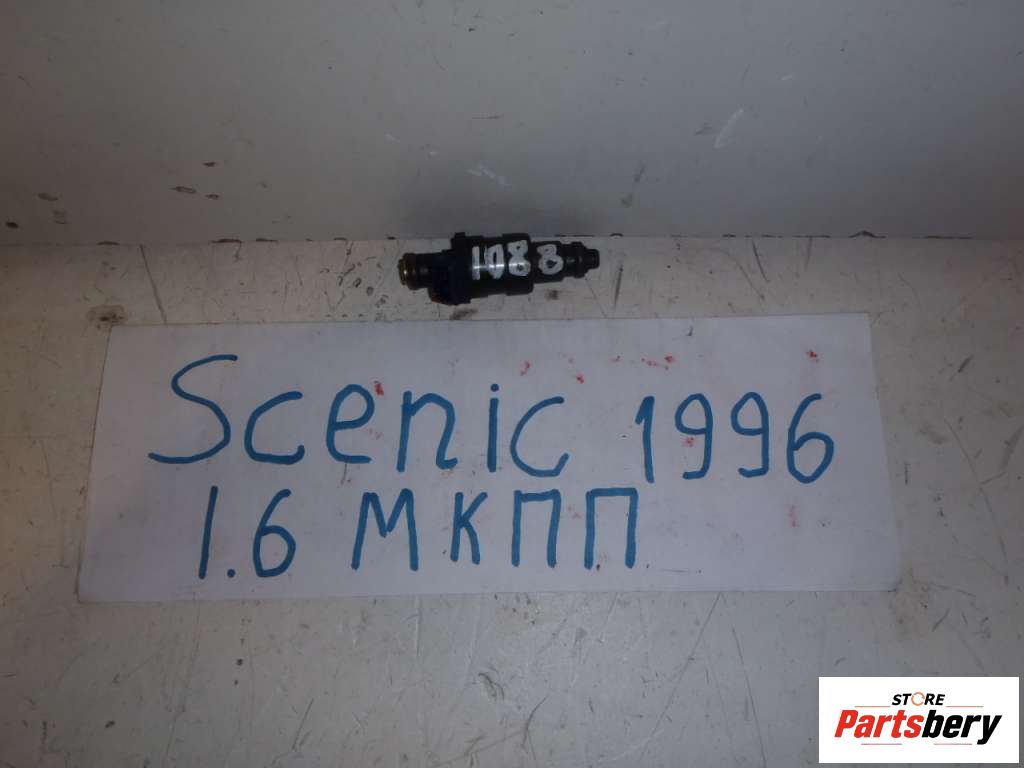 1088
Scenic 1996
1.6 МКПП
STORE
Partsbery